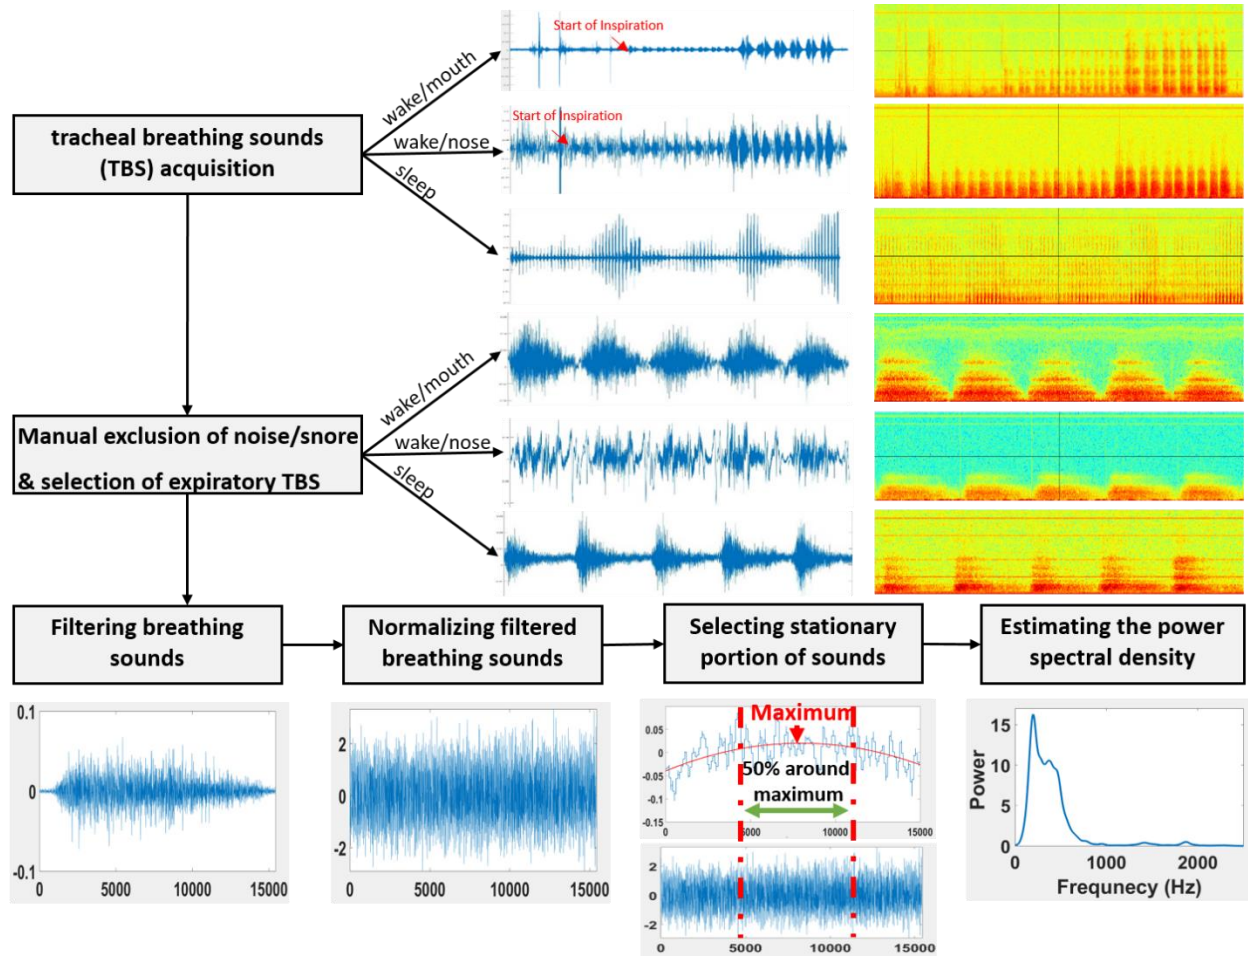 Start of Inspiration
wake/mouth
tracheal breathing sounds
(TBS) acquisition
Start of Inspiration
wake/nose
sleep
wake/mouth
Manual exclusion of noise/snore
& selection of expiratory TBS
wake/nose
sleep
Filtering breathing
sounds
Normalizing filtered
breathing sounds
Selecting stationary
portion of sounds
Estimating the power
spectral density
0.1
0
-0.1
0
5000
10000
15000
2
0
-2
0
5000
10000
15000
0.05
0
-0.05
-0.1
-0.15
Maximum
50% around
maximum
0
5000
10000
15000
2
0
-2
0
5000
10000
15000
15
10
5
0
Power
0
1000
2000
Frequnecy (Hz)